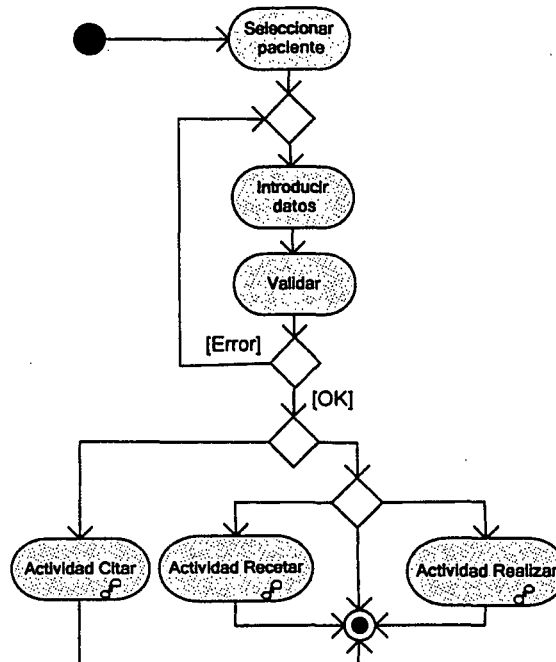 Seleccionar
paciente
Introducir
datos
Validar
[Error]
[OK]
Actividad Citar
Actividad Recetar
Actividad Realizar